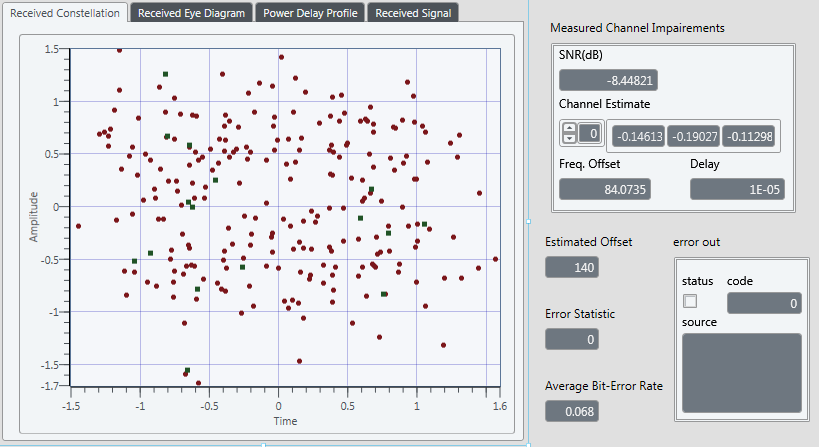 Received Constellation Received Eye Diagram Power Delay Profile Received Signal
Measured Channel Impairements
SNR(dB)
-8.44821
Channel Estimate
0 -0.14613 -0.19027 -0.11298
Freq. Offset Delay
84.0735 1E-05
Estimated Offset error out
140
status code
0
Error Statistic source
0
Average Bit-Error Rate
0.068
Amplitude
1.5
1
0.5
0
-0.5
-1
-1.5
-1.7
-1.5 -1 -0.5 0 0.5 1 1.6
Time